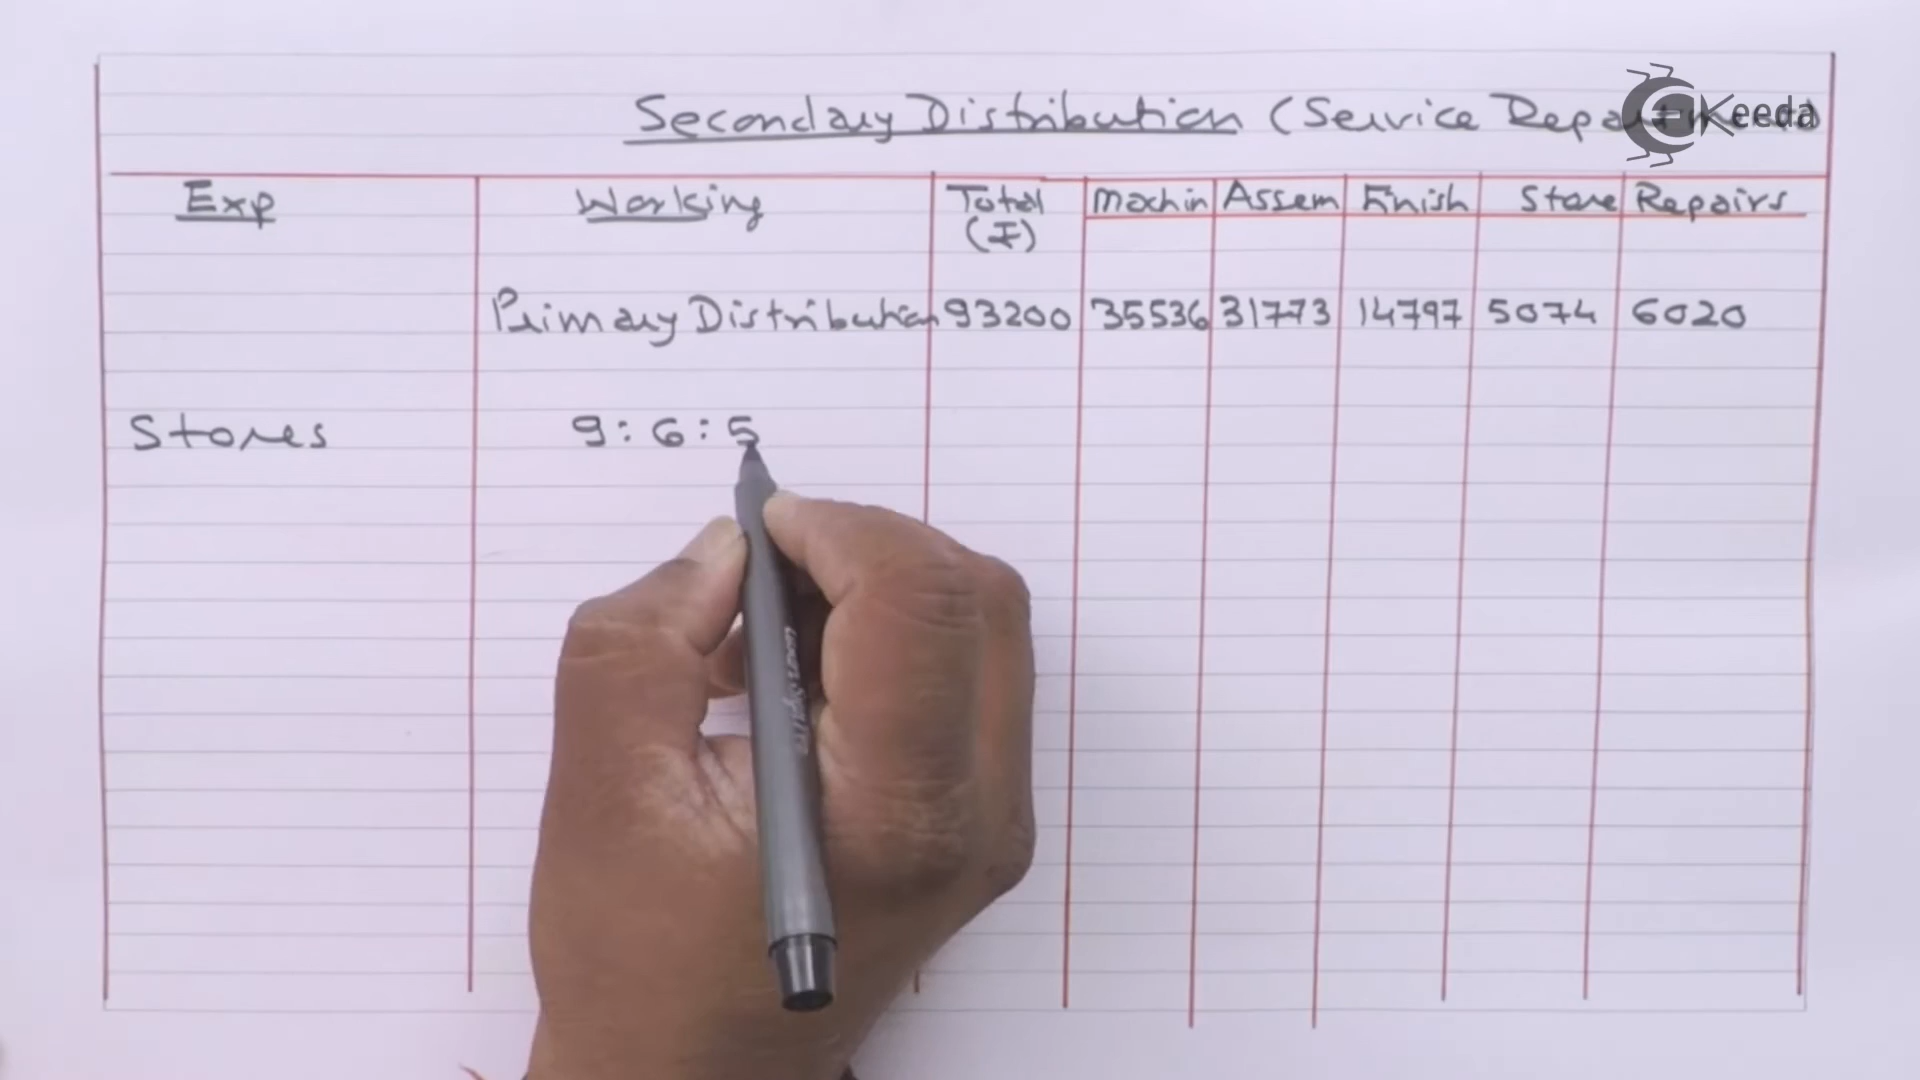 Secondary Distribution (Service
Keeda
Exp Working Total Machin Assem Finish Store Repairs
(₹)
Primary Distribution 93200 35536 31773 14797 5074 6020
Stores 9:6:5